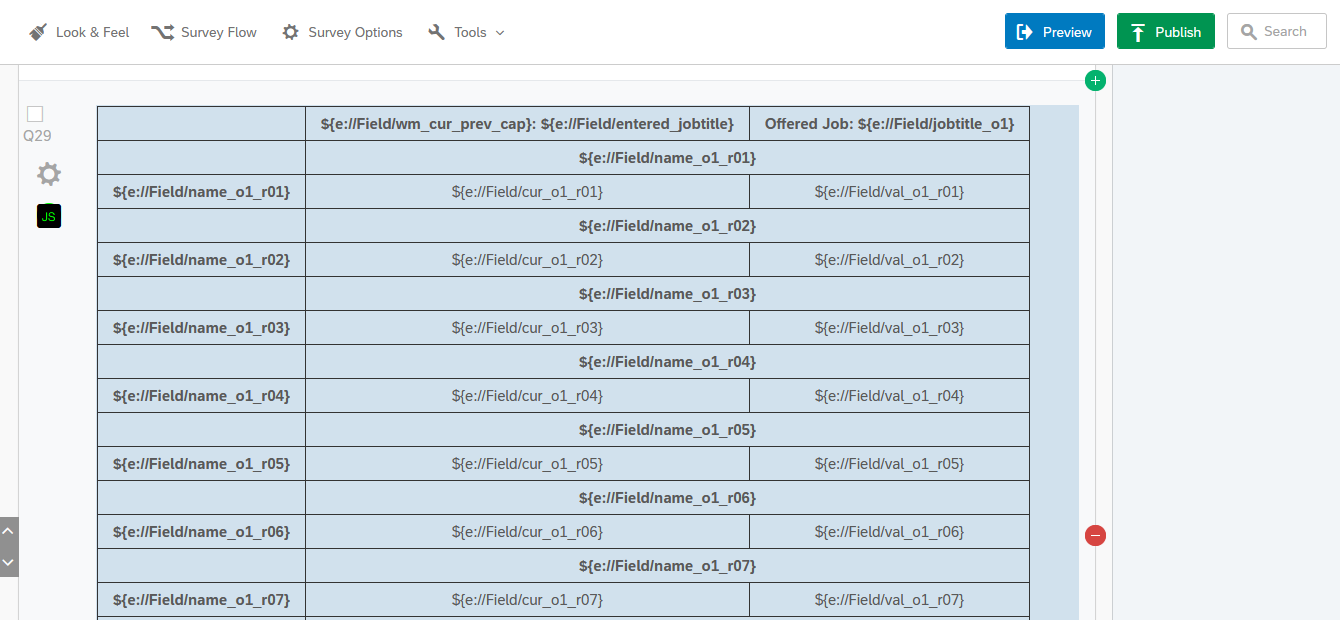 Look & Feel Survey Flow Survey Options Tools Preview Publish Search
Q29
JS
${e://Field/wm_cur_prev_cap}: ${e://Field/entered_jobtitle} Offered Job: ${e://Field/jobtitle_o1}
${e://Field/name_o1_r01}
${e://Field/name_o1_r01} ${e://Field/cur_o1_r01} ${e://Field/val_o1_r01}
${e://Field/name_o1_r02}
${e://Field/name_o1_r02} ${e://Field/cur_o1_r02} ${e://Field/val_o1_r02}
${e://Field/name_o1_r03}
${e://Field/name_o1_r03} ${e://Field/cur_o1_r03} ${e://Field/val_o1_r03}
${e://Field/name_o1_r04}
${e://Field/name_o1_r04} ${e://Field/cur_o1_r04} ${e://Field/val_o1_r04}
${e://Field/name_o1_r05}
${e://Field/name_o1_r05} ${e://Field/cur_o1_r05} ${e://Field/val_o1_r05}
${e://Field/name_o1_r06}
${e://Field/name_o1_r06} ${e://Field/cur_o1_r06} ${e://Field/val_o1_r06}
${e://Field/name_o1_r07}
${e://Field/name_o1_r07} ${e://Field/cur_o1_r07} ${e://Field/val_o1_r07}